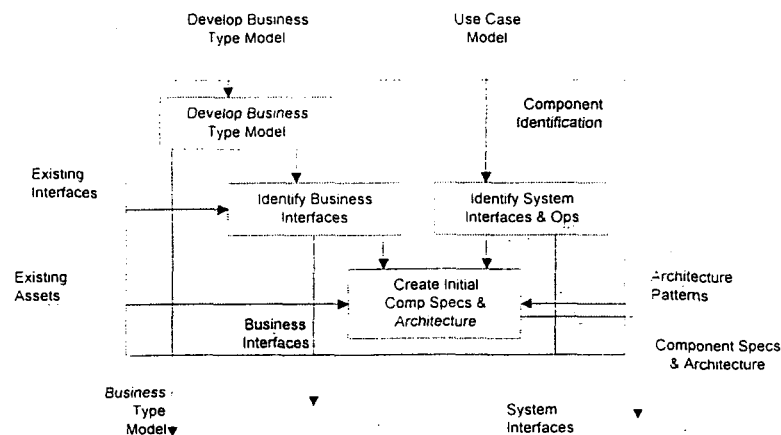 Develop Business
Type Model
Use Case
Model
Develop Business
Type Model
Component
Identification
Existing
Interfaces
Identify Business
Interfaces
Identify System
Interfaces & Ops
Existing
Assets
Create Initial
Comp Specs &
Architecture
Architecture
Patterns
Business
Interfaces
Component Specs
& Architecture
Business
Type
Model
System
Interfaces